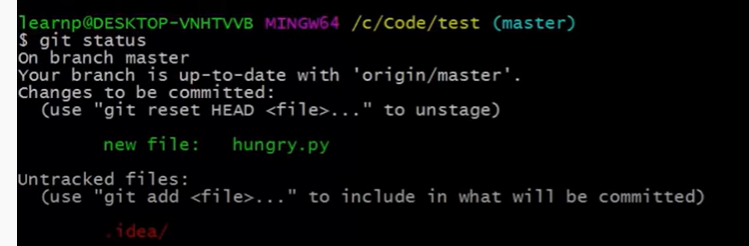 learnp@DESKTOP-VNHTVVB MINGW64 /c/Code/test (master)
$ git status
On branch master
Your branch is up-to-date with 'origin/master'.
Changes to be committed:
  (use "git reset HEAD <file>..." to unstage)
        new file:   hungry.py
Untracked files:
  (use "git add <file>..." to include in what will be committed)
        .idea/